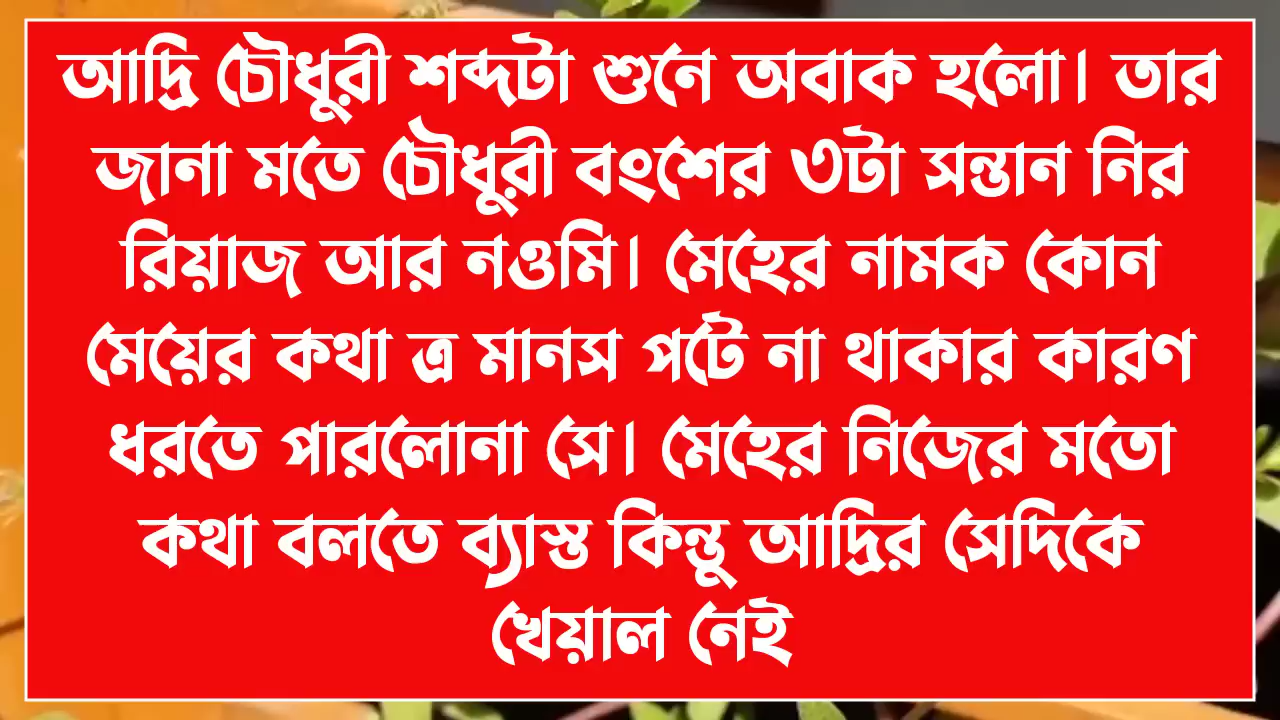 আদ্রি চৌধুরী শব্দটা শুনে অবাক হলো। তার
জানা মতে চৌধুরী বংশের ৩টা সন্তান নির
রিয়াজ আর নওমি। মেহের নামক কোন
মেয়ের কথা ত্র মানস পটে না থাকার কারণ
ধরতে পারলোনা সে। মেহের নিজের মতো
কথা বলতে ব্যাস্ত কিন্তু আদ্রির সেদিকে
খেয়াল নেই